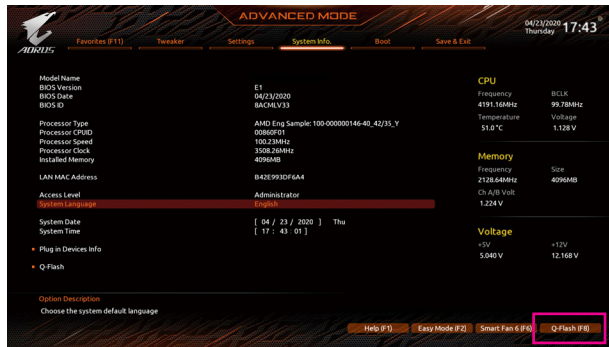 ADVANCED MODE
04/23/2020 Thursday 17:43
AORUS
Favorites (F11) Tweaker Settings System Info. Boot Save & Exit
Model Name
BIOS Version E1
BIOS Date 04/23/2020
BIOS ID 8ACMLV33
Processor Type AMD Eng Sample: 100-000000146-40_42/35_Y
Processor CPUID 00860F01
Processor Speed 100.23MHz
Processor Clock 3508.26MHz
Installed Memory 4096MB
LAN MAC Address B42E993DF6A4
Access Level Administrator
System Language English
System Date [ 04 / 23 / 2020 ] Thu
System Time [ 17 : 43 : 01 ]
Plug in Devices Info
Q-Flash
CPU
Frequency BCLK
4191.16MHz 99.78MHz
Temperature Voltage
51.0 °C 1.128 V
Memory
Frequency Size
2128.64MHz 4096MB
Ch A/B Volt
1.224 V
Voltage
+5V +12V
5.040 V 12.168 V
Option Description
Choose the system default language
Help (F1) Easy Mode (F2) Smart Fan 6 (F6) Q-Flash (F8)